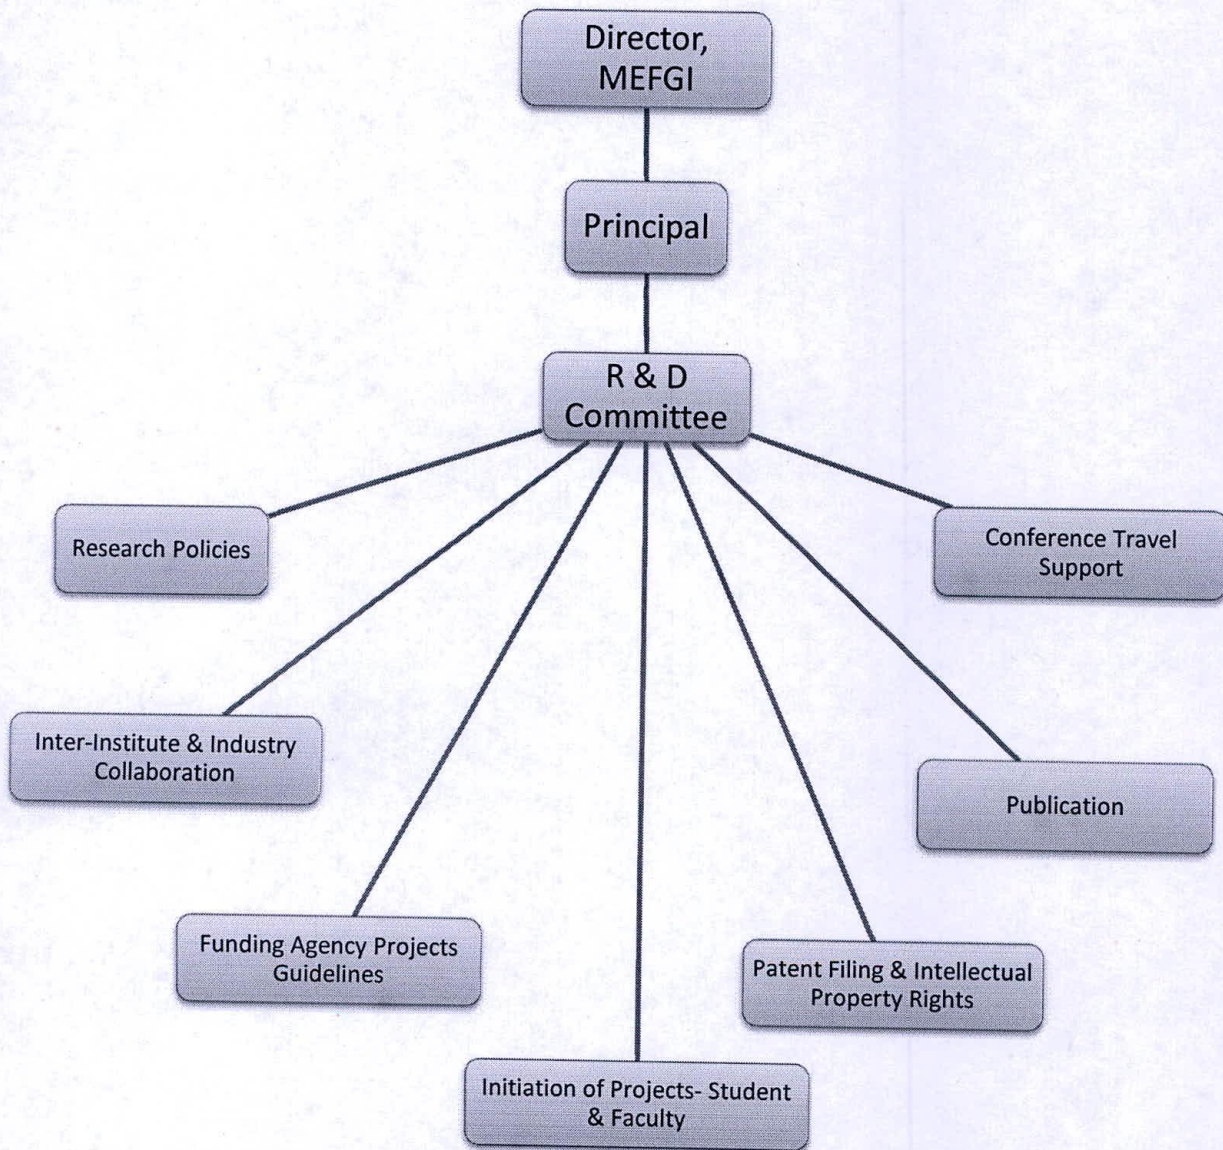 Director,
MEFGI
Principal
R & D
Committee
Research Policies
Conference Travel
Support
Inter-Institute & Industry
Collaboration
Publication
Funding Agency Projects
Guidelines
Patent Filing & Intellectual
Property Rights
Initiation of Projects- Student
& Faculty